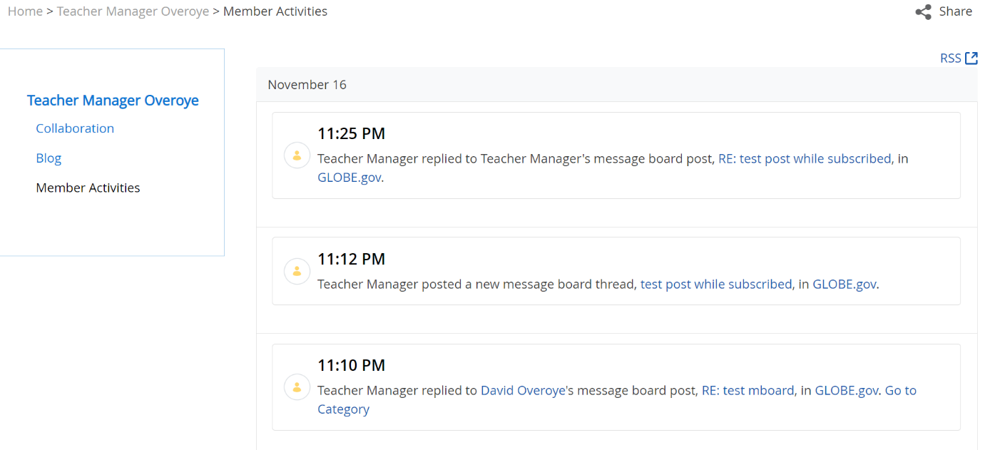 Home > Teacher Manager Overoye > Member Activities
Share
Teacher Manager Overoye
Collaboration
Blog
Member Activities
RSS
November 16
11:25 PM
Teacher Manager replied to Teacher Manager's message board post, RE: test post while subscribed, in
GLOBE.gov.
11:12 PM
Teacher Manager posted a new message board thread, test post while subscribed, in GLOBE.gov.
11:10 PM
Teacher Manager replied to David Overoye's message board post, RE: test mboard, in GLOBE.gov. Go to
Category